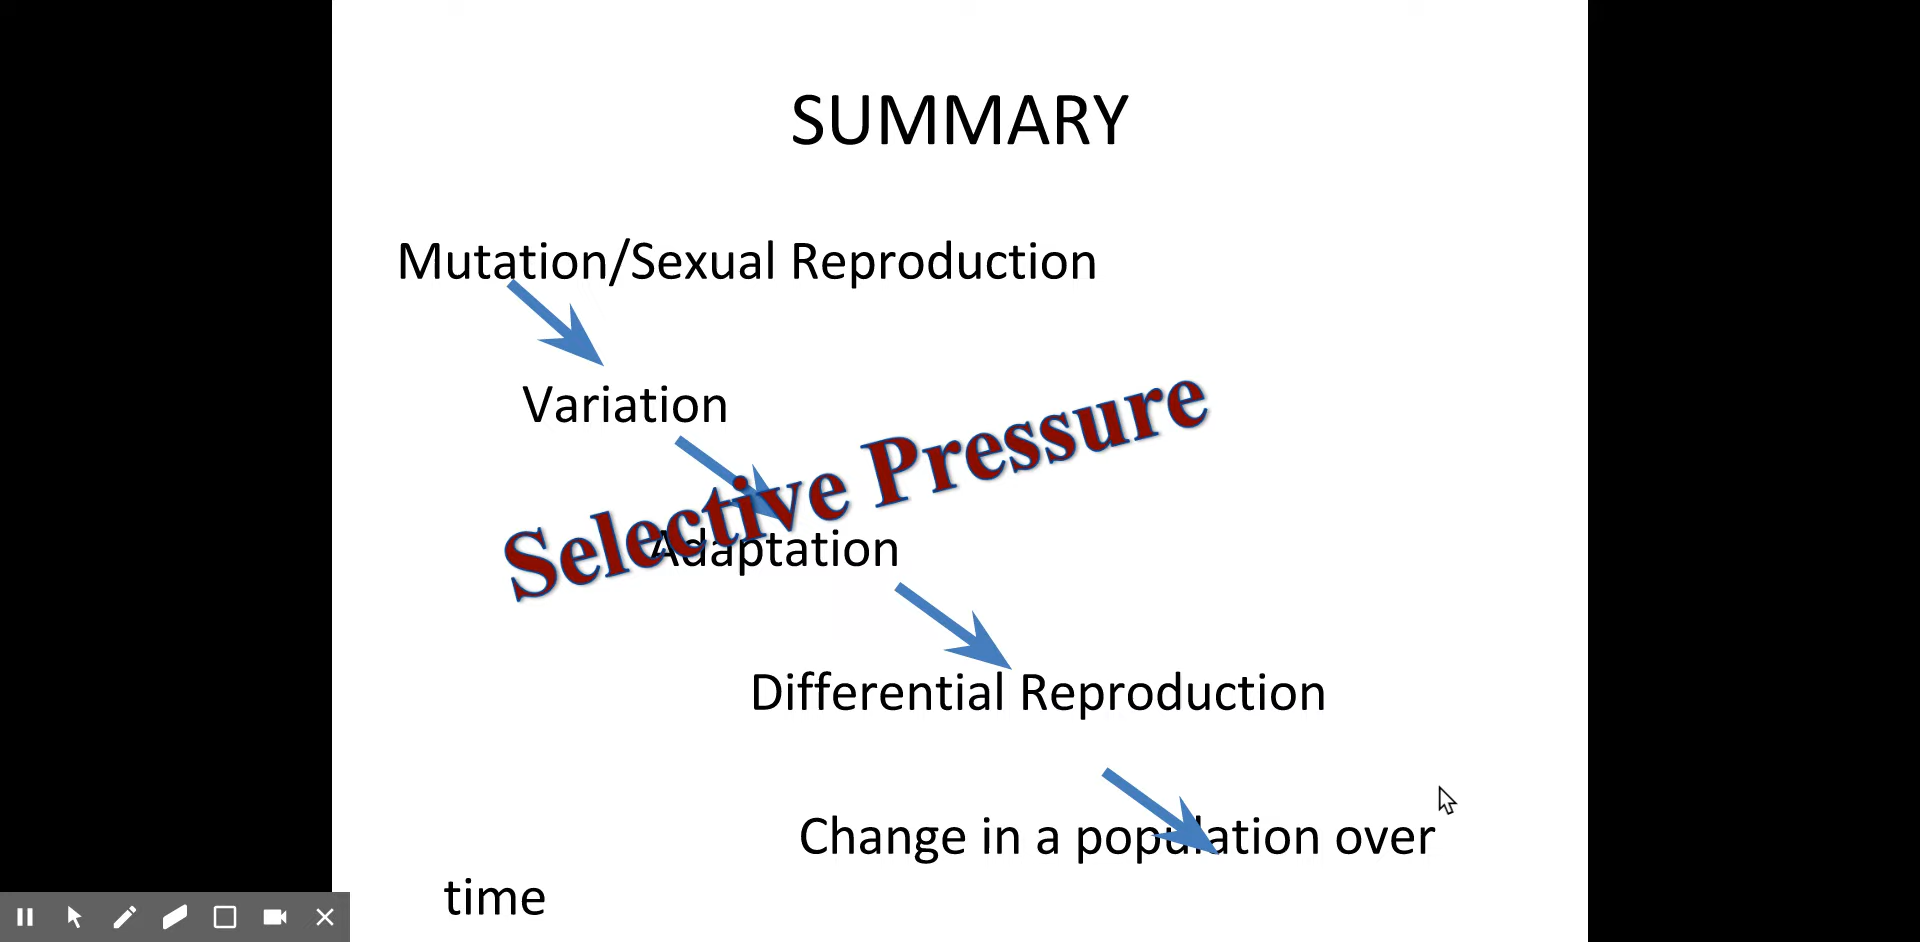 SUMMARY
Mutation/Sexual Reproduction
Variation
Selective Pressure
Adaptation
Differential Reproduction
Change in a population over
time